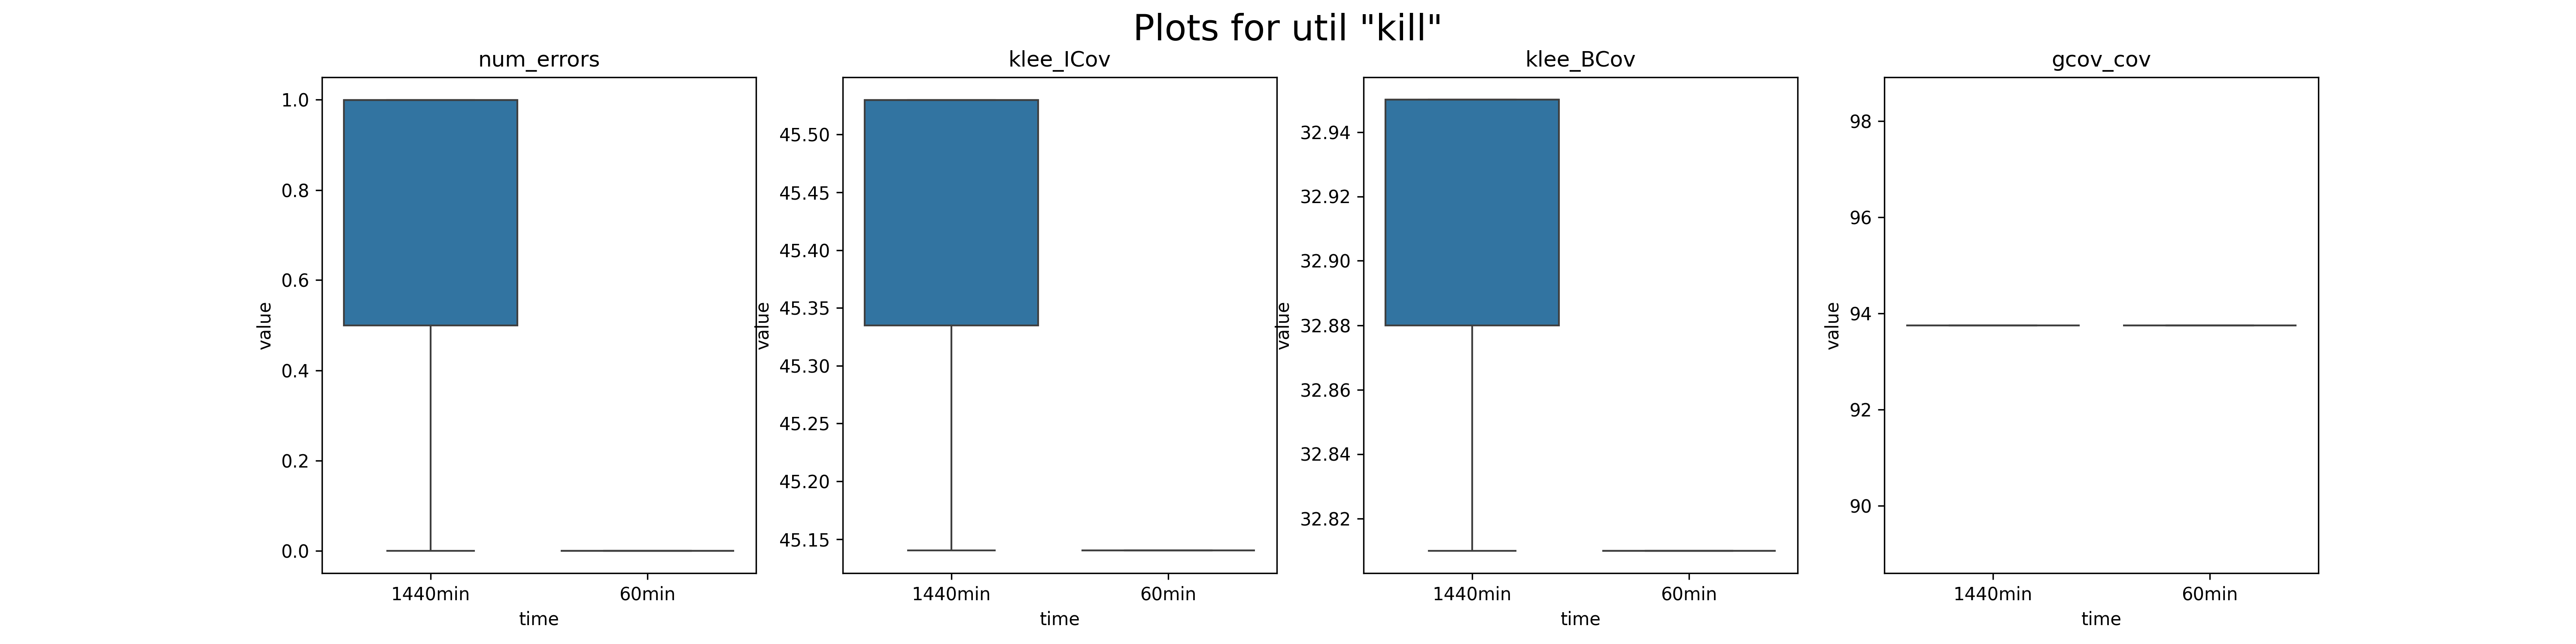 Plots for util "kill"
num_errors
1.0
0.8
0.6
0.4
0.2
0.0
value
1440min
60min
time
klee_ICov
45.50
45.45
45.40
45.35
45.30
45.25
45.20
45.15
value
1440min
60min
time
klee_BCov
32.94
32.92
32.90
32.88
32.86
32.84
32.82
value
1440min
60min
time
gcov_cov
98
96
94
92
90
value
1440min
60min
time